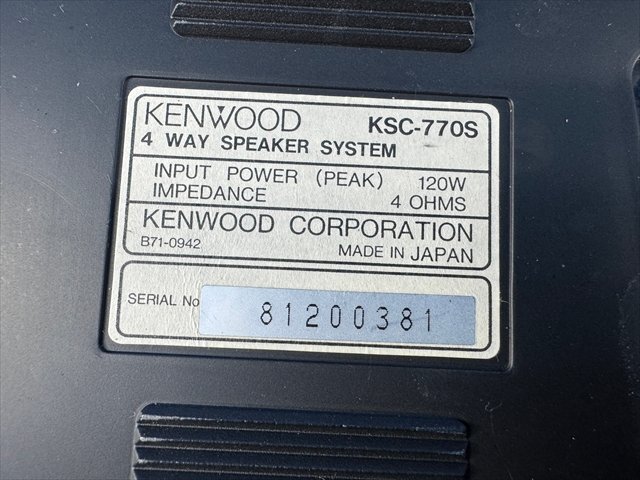 KENWOOD KSC-770S
4 WAY SPEAKER SYSTEM
INPUT POWER (PEAK) 120W
IMPEDANCE 4 OHMS
KENWOOD CORPORATION
B71-0942 MADE IN JAPAN
SERIAL No 81200381